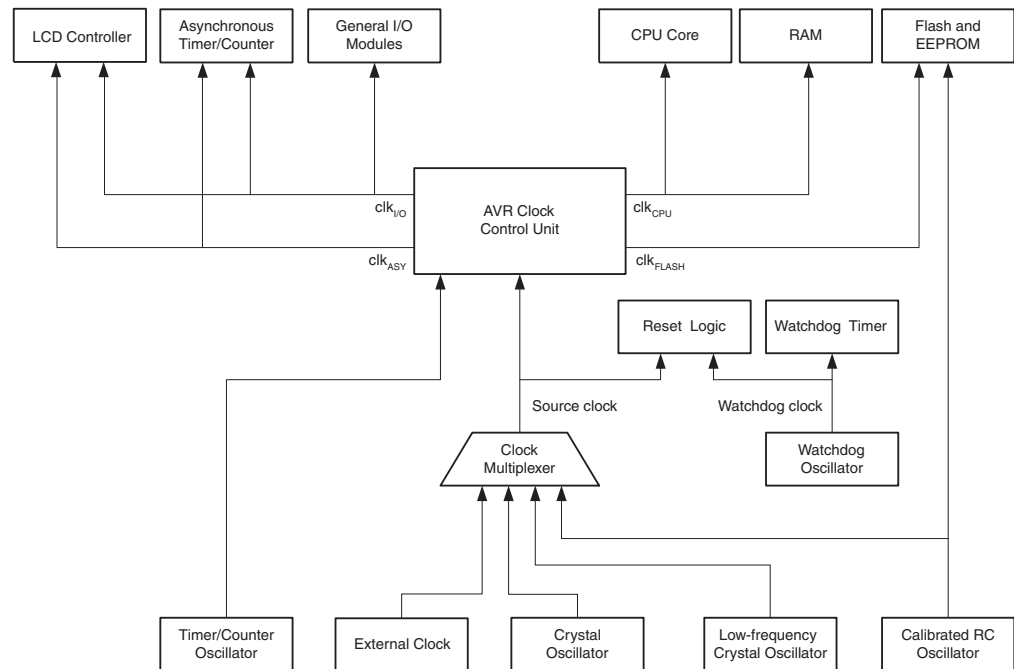 LCD Controller
Asynchronous
Timer/Counter
General I/O
Modules
CPU Core
RAM
Flash and
EEPROM
clkI/O
AVR Clock
Control Unit
clkCPU
clkASY
clkFLASH
Reset Logic
Watchdog Timer
Source clock
Watchdog clock
Clock
Multiplexer
Watchdog
Oscillator
Timer/Counter
Oscillator
External Clock
Crystal
Oscillator
Low-frequency
Crystal Oscillator
Calibrated RC
Oscillator